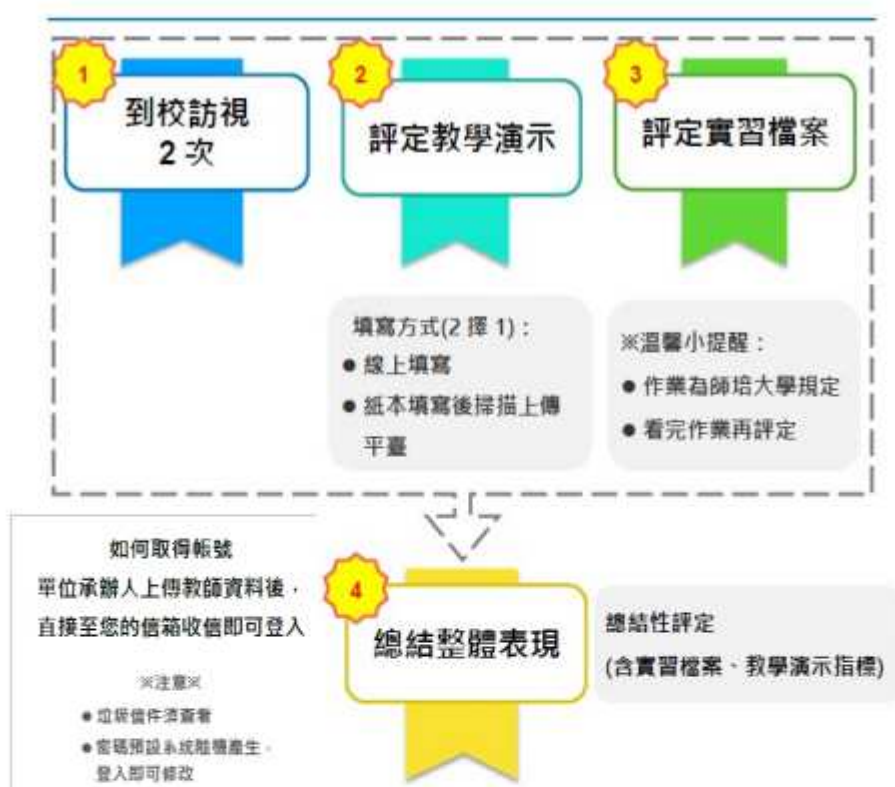 1
到校訪視
2 次
2
評定教學演示
3
評定實習檔案
填寫方式(2 擇 1)：
● 線上填寫
● 紙本填寫後掃描上傳
平臺
※溫馨小提醒：
● 作業為師培大學規定
● 看完作業再評定
如何取得帳號
單位承辦人上傳教師資料後，
直接至您的信箱收信即可登入
※注意※
● 垃圾信件須查看
● 密碼預設系統隨機產生，
登入即可修改
4
總結整體表現
總結性評定
(含實習檔案、教學演示指標)